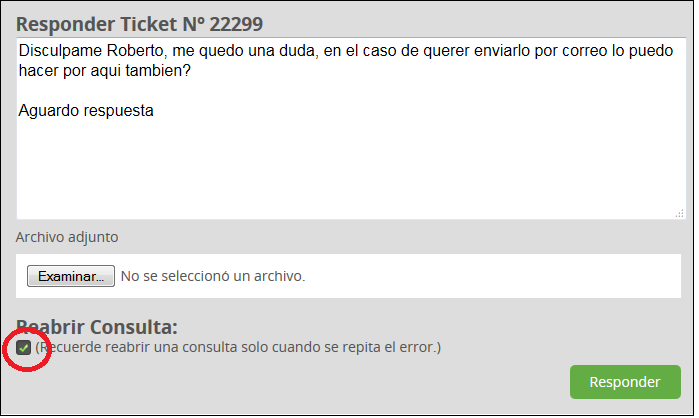 Responder Ticket Nº 22299
Disculpame Roberto, me quedo una duda, en el caso de querer enviarlo por correo lo puedo
hacer por aqui tambien?
Aguardo respuesta
Archivo adjunto
Examinar... No se seleccionó un archivo.
Reabrir Consulta:
(Recuerde reabrir una consulta solo cuando se repita el error.)
Responder